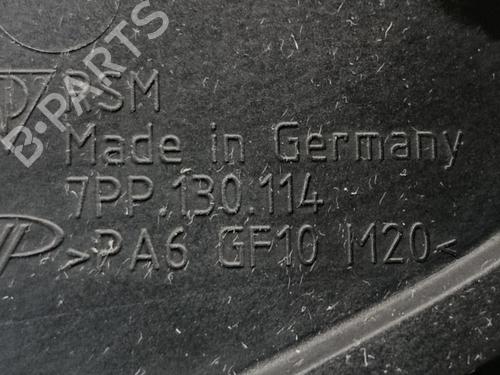 B-PARTS
PSM
Made in Germany
7PP.130.114
>PA6 GF10 M20<